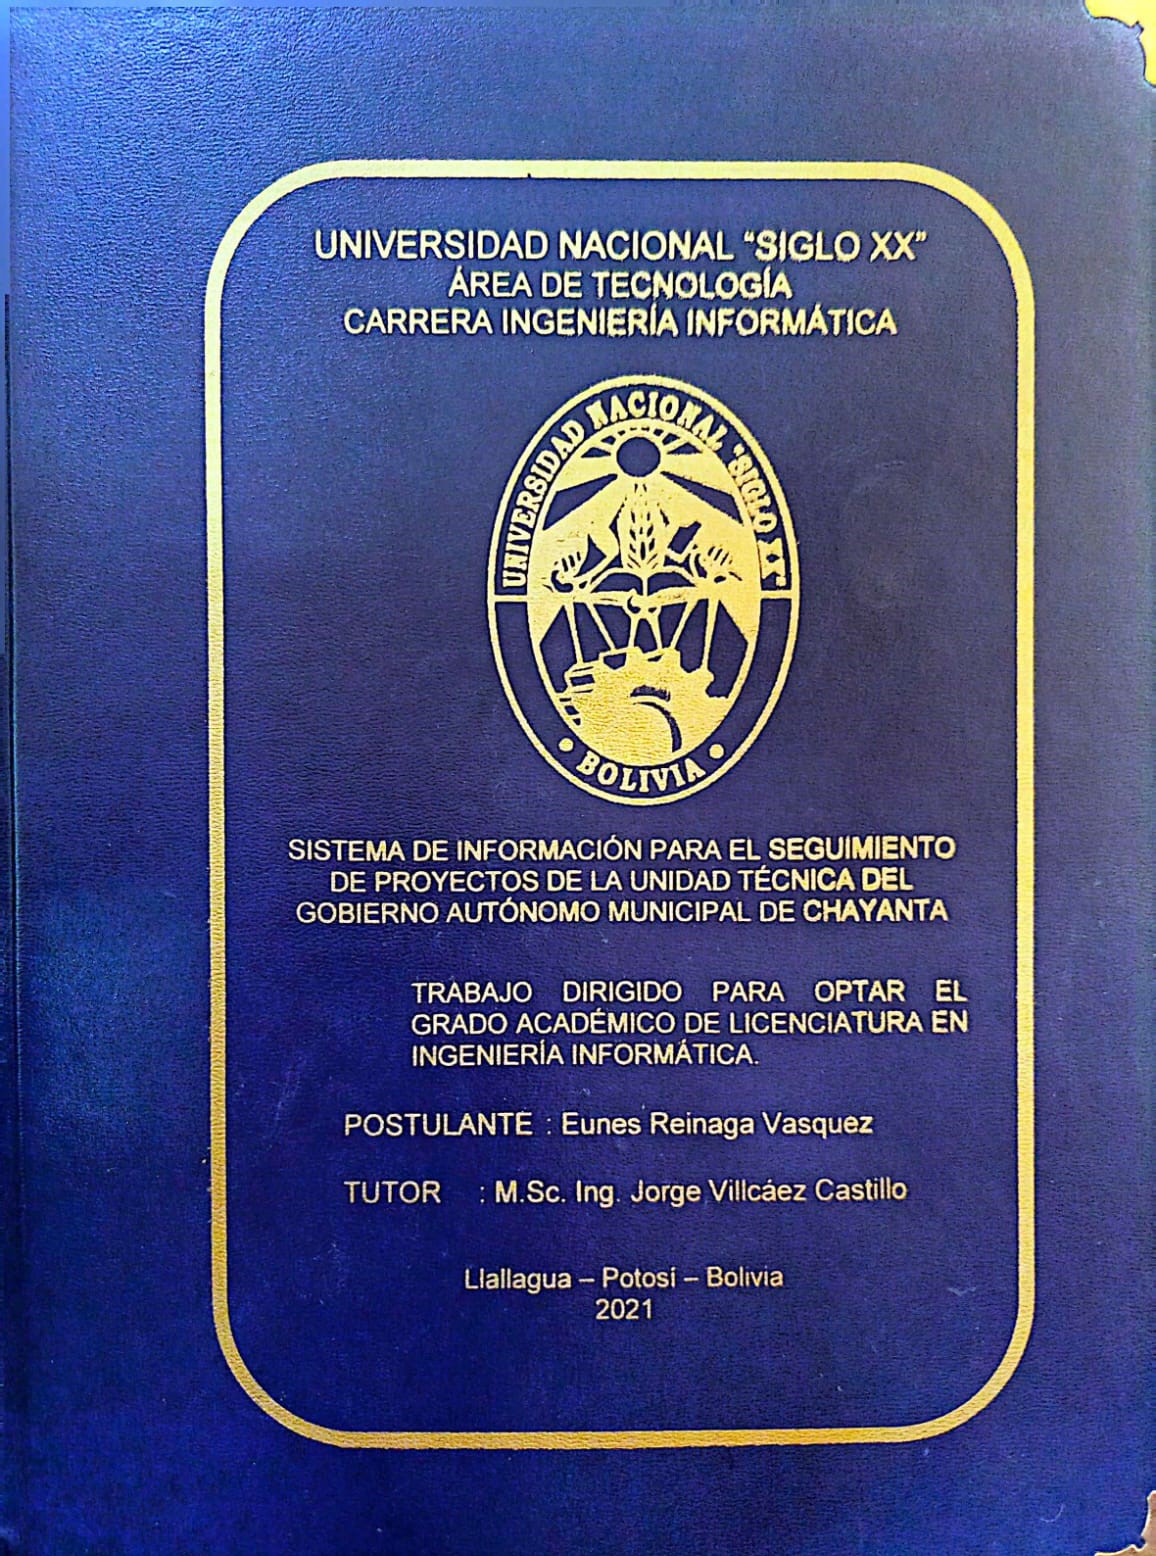 UNIVERSIDAD NACIONAL “SIGLO XX”
ÁREA DE TECNOLOGÍA
CARRERA INGENIERÍA INFORMÁTICA
UNIVERSIDAD NACIONAL "SIGLO XX"
BOLIVIA
SISTEMA DE INFORMACIÓN PARA EL SEGUIMIENTO
DE PROYECTOS DE LA UNIDAD TÉCNICA DEL
GOBIERNO AUTÓNOMO MUNICIPAL DE CHAYANTA
TRABAJO DIRIGIDO PARA OPTAR EL
GRADO ACADÉMICO DE LICENCIATURA EN
INGENIERÍA INFORMÁTICA.
POSTULANTE : Eunes Reinaga Vasquez
TUTOR : M.Sc. Ing. Jorge Villcáez Castillo
Llallagua – Potosí – Bolivia
2021